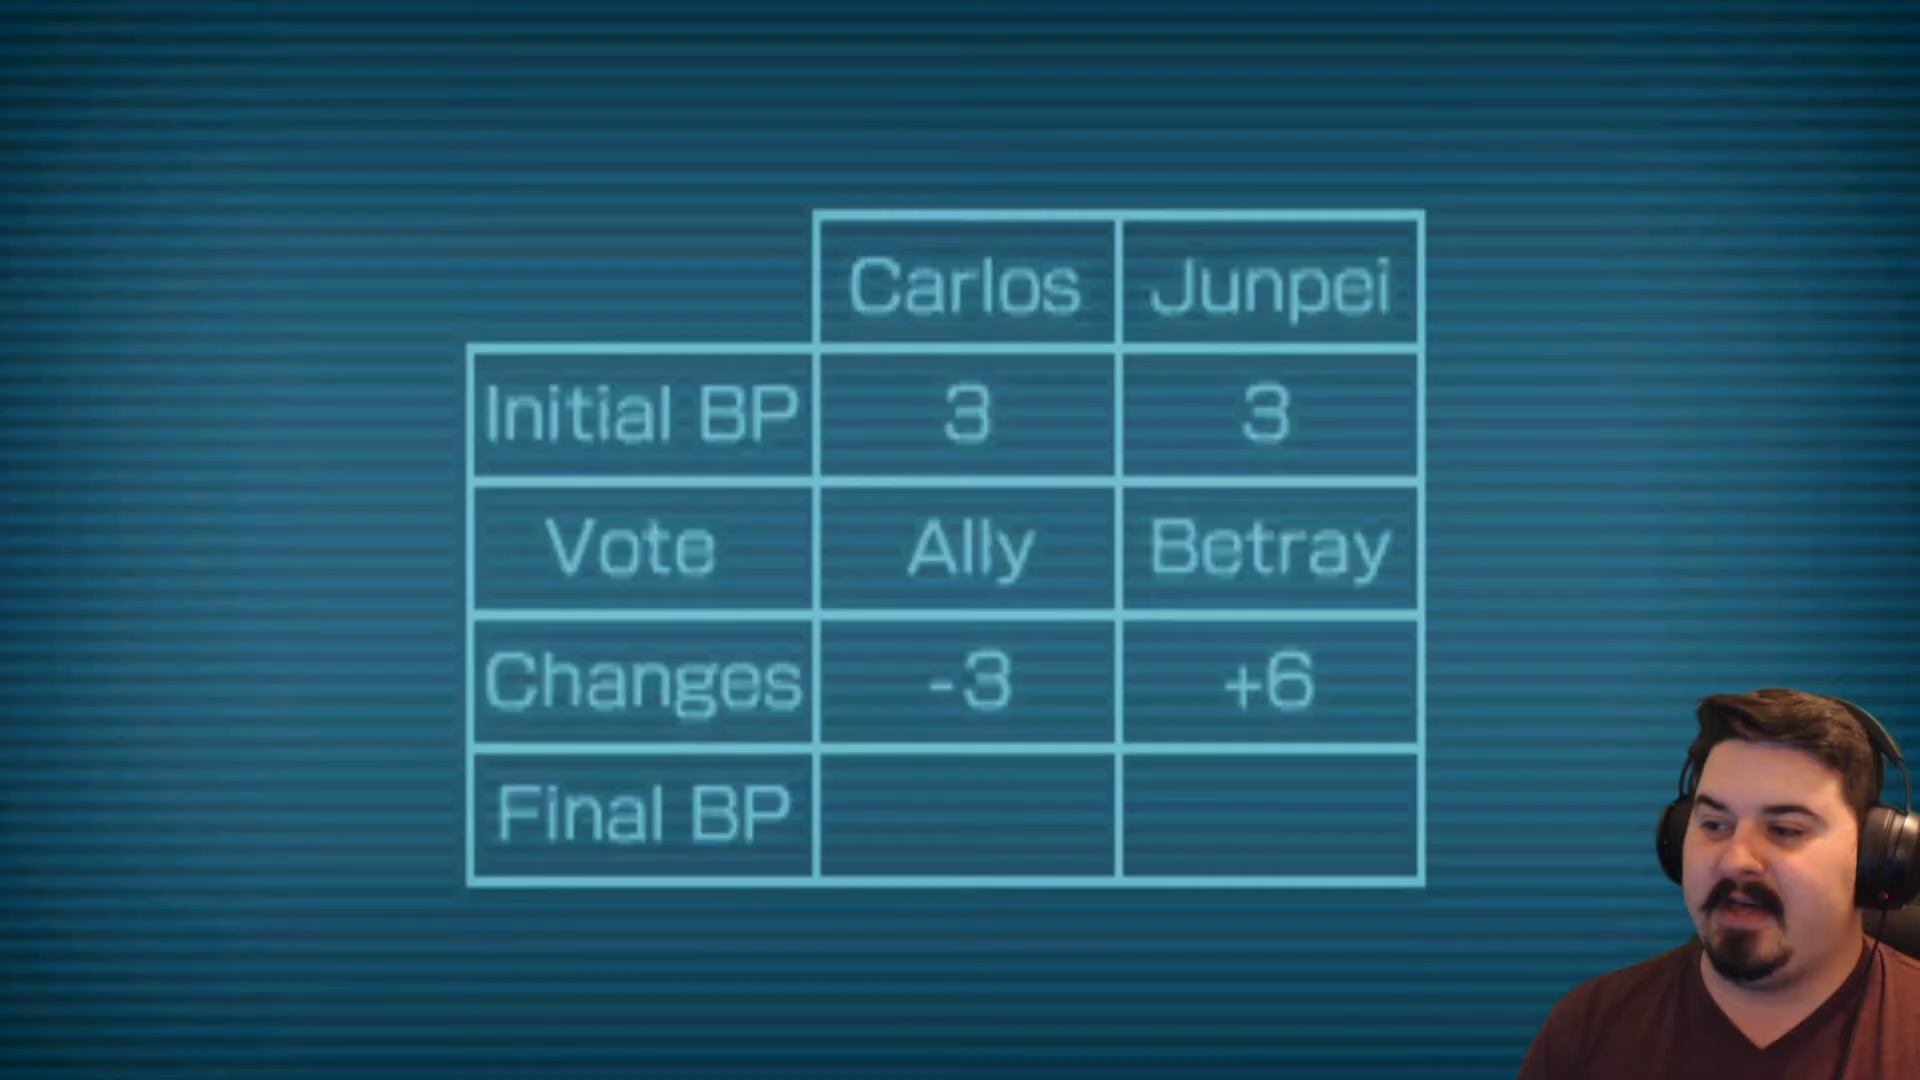 Carlos Junpei
Initial BP 3 3
Vote Ally Betray
Changes -3 +6
Final BP